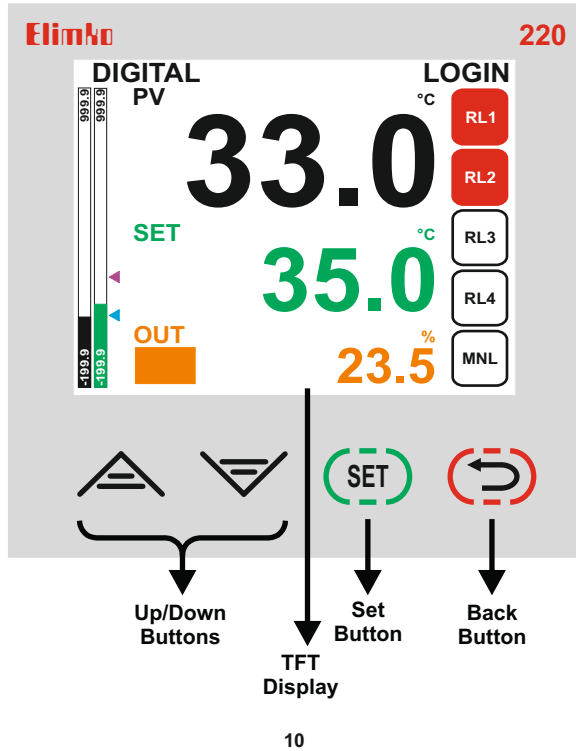 Elimko 220
DIGITAL LOGIN
PV
°C
33.0
999.9 999.9
RL1
RL2
SET
°C
35.0
RL3
RL4
OUT
%
23.5
MNL
-199.9 -199.9
SET
Up/Down
Buttons
Set
Button
Back
Button
TFT
Display
10